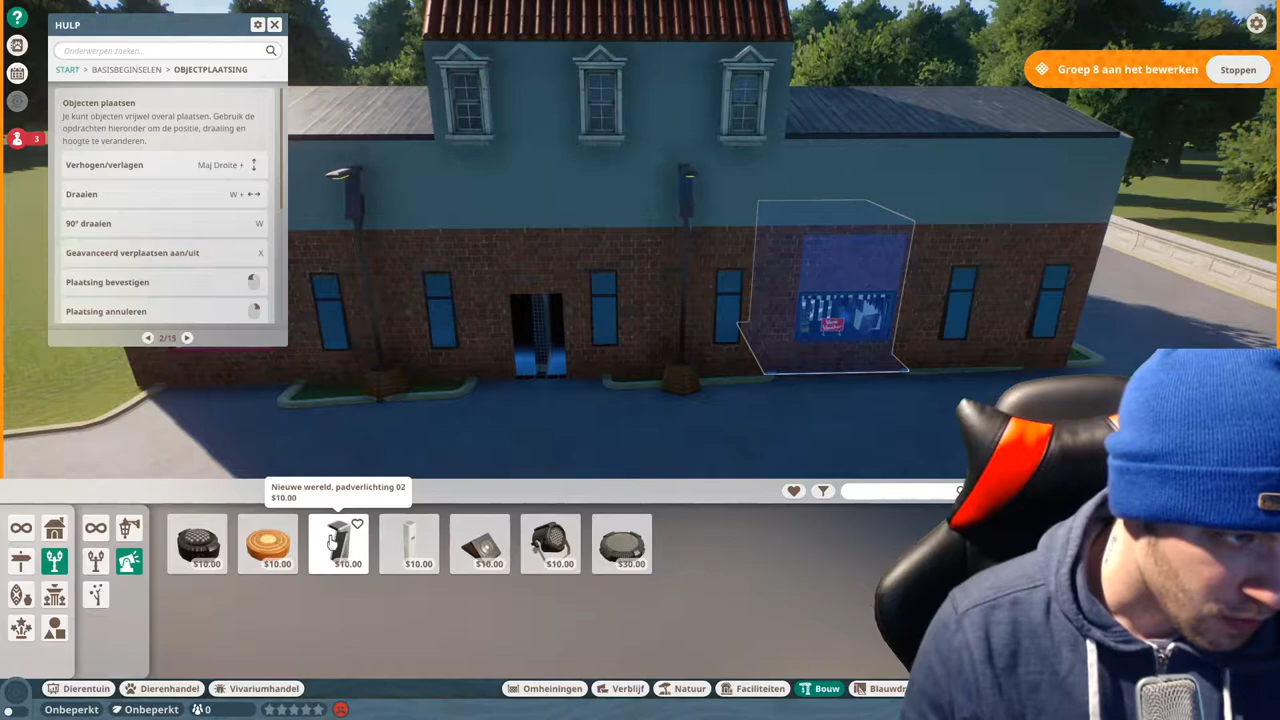 HULP
Onderwerpen zoeken...
START > BASISBEGINSELEN > OBJECTPLAATSING
Objecten plaatsen
Je kunt objecten vrijwel overal plaatsen. Gebruik de
opdrachten hieronder om de positie, draaiing en
hoogte te veranderen.
Verhogen/verlagen Maj Droite +
Draaien W +
90° draaien W
Geavanceerd verplaatsen aan/uit X
Plaatsing bevestigen
Plaatsing annuleren
2/15
3
Groep 8 aan het bewerken
Stoppen
Nieuwe wereld, padverlichting 02
$10.00
$10.00 $10.00 $10.00 $10.00 $10.00 $10.00 $30.00
Dierentuin Dierenhandel Vivariumhandel Omheiningen Verblijf Natuur Faciliteiten Bouw Blauwdr
Onbeperkt Onbeperkt 0